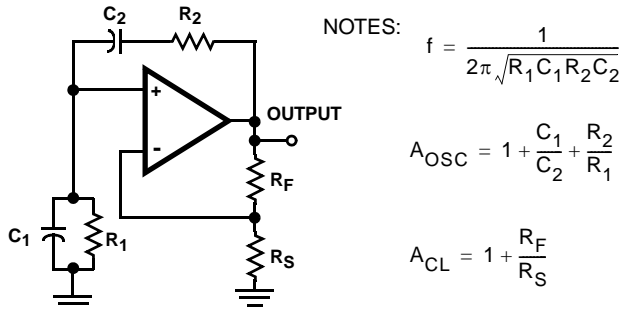 C2 R2
+
-
OUTPUT
RF
C1 R1
RS
NOTES:
f = 1 / 2π√R1C1R2C2
AOSC = 1 + C1/C2 + R2/R1
ACL = 1 + RF/RS